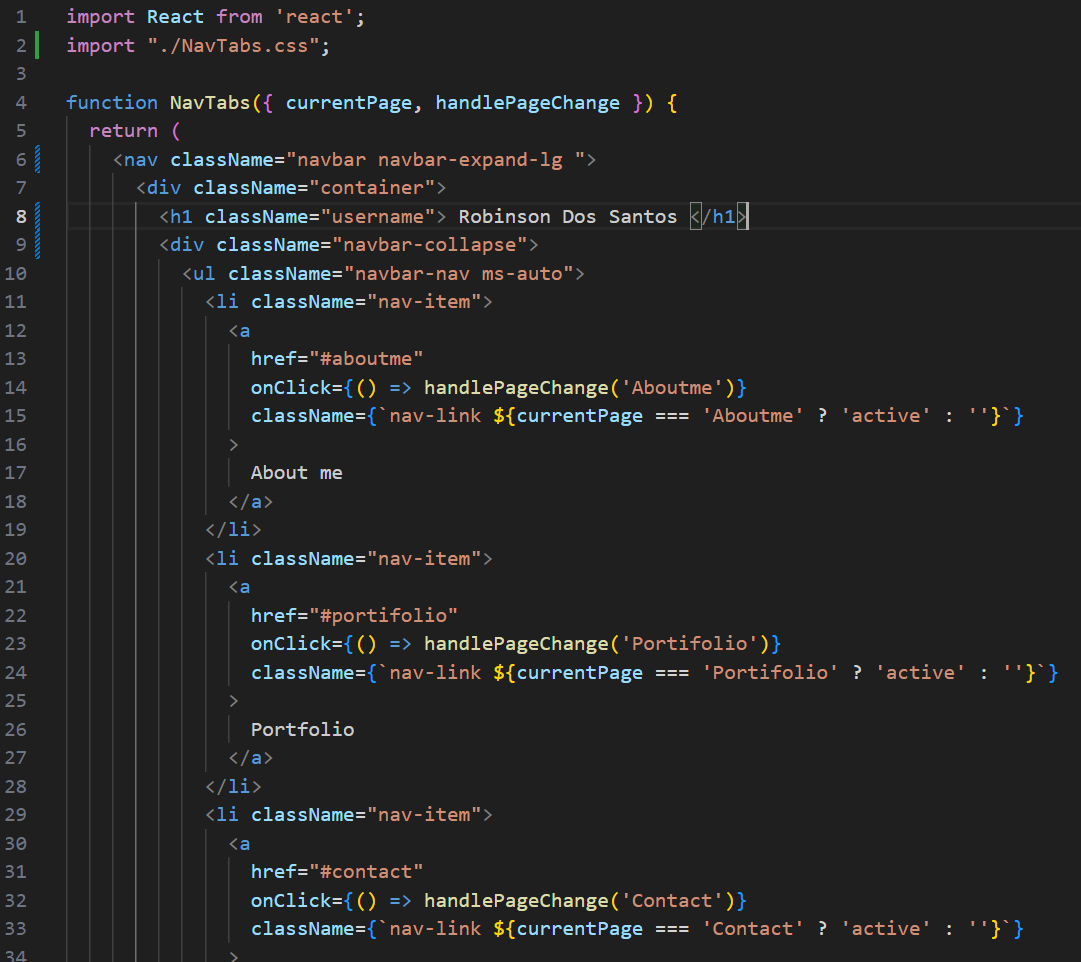 1 import React from 'react';
2 import "./NavTabs.css";
3
4 function NavTabs({ currentPage, handlePageChange }) {
5   return (
6     <nav className="navbar navbar-expand-lg ">
7       <div className="container">
8         <h1 className="username"> Robinson Dos Santos </h1>
9         <div className="navbar-collapse">
10           <ul className="navbar-nav ms-auto">
11             <li className="nav-item">
12               <a
13                 href="#aboutme"
14                 onClick={() => handlePageChange('Aboutme')}
15                 className={`nav-link ${currentPage === 'Aboutme' ? 'active' : ''}`}
16               >
17                 About me
18               </a>
19             </li>
20             <li className="nav-item">
21               <a
22                 href="#portifolio"
23                 onClick={() => handlePageChange('Portifolio')}
24                 className={`nav-link ${currentPage === 'Portifolio' ? 'active' : ''}`}
25               >
26                 Portfolio
27               </a>
28             </li>
29             <li className="nav-item">
30               <a
31                 href="#contact"
32                 onClick={() => handlePageChange('Contact')}
33                 className={`nav-link ${currentPage === 'Contact' ? 'active' : ''}`}
34               >